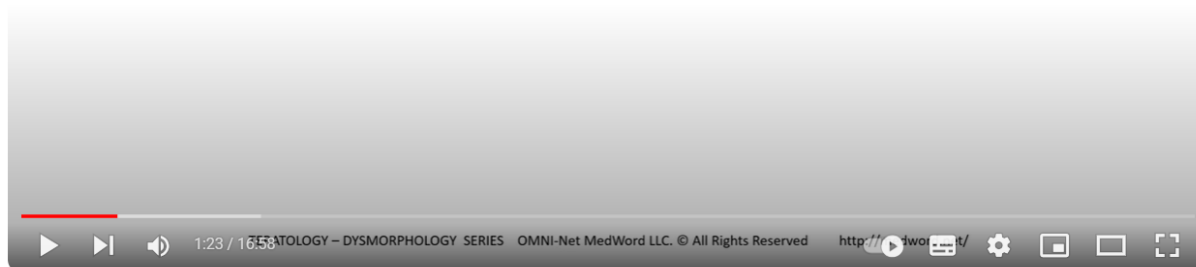 1:23 / 16:58 TERATOLOGY – DYSMORPHOLOGY SERIES OMNI-Net MedWord LLC. © All Rights Reserved